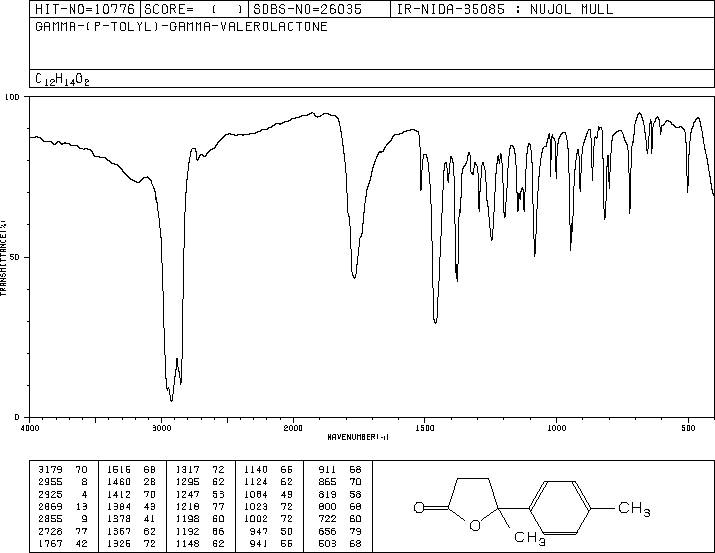 HIT-NO=10776 SCORE= ( ) SDBS-NO=26035 IR-NIDA-35085 : NUJOL MULL
GAMMA-(P-TOLYL)-GAMMA-VALEROLACTONE
C12H14O2
100
50
0
TRANSMITTANCE(%)
4000 3000 2000 1500 1000 500
WAVENUMBER(-1)
3179 70 1516 68 1317 72 1140 66 911 68
2955 8 1460 28 1295 62 1124 62 865 70
2925 4 1412 70 1247 53 1084 49 819 58
2869 13 1384 49 1218 77 1023 72 800 68
2855 9 1378 41 1198 60 1002 72 722 60
2728 77 1367 62 1192 86 947 50 656 79
1767 42 1326 72 1148 62 941 56 503 68
O
O
CH3
CH3